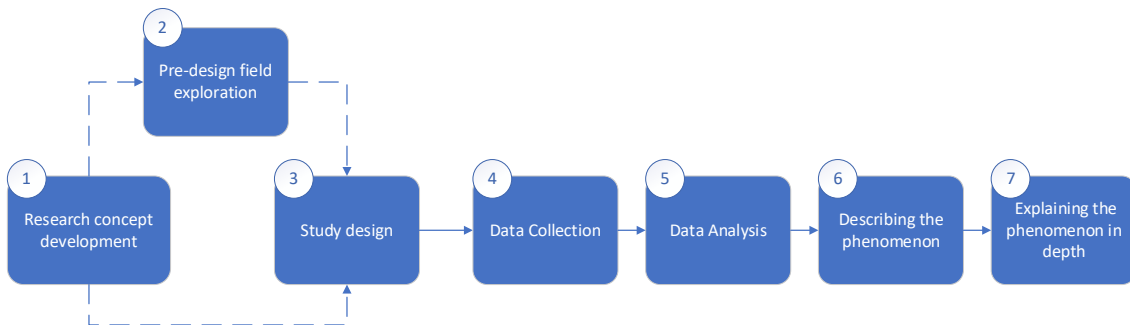 1
Research concept
development
2
Pre-design field
exploration
3
Study design
4
Data Collection
5
Data Analysis
6
Describing the
phenomenon
7
Explaining the
phenomenon in
depth